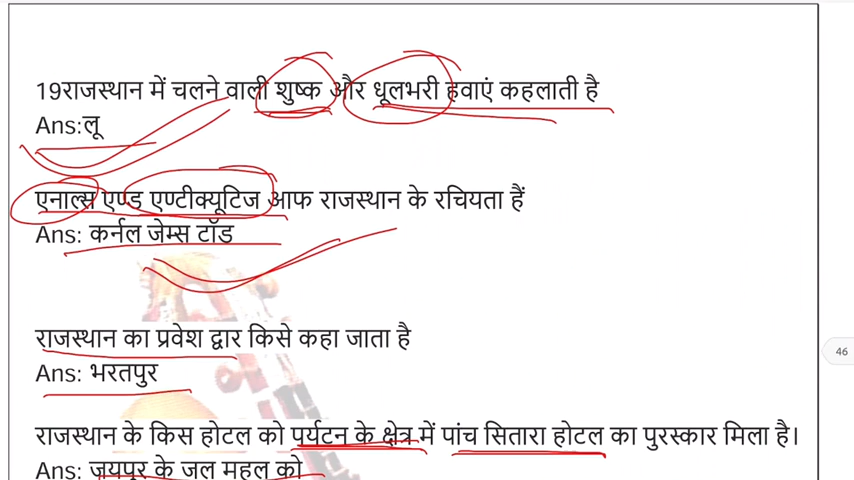 19राजस्थान में चलने वाली शुष्क और धूलभरी हवाएं कहलाती है
Ans:लू
एनाल्स एण्ड एण्टीक्यूटिज आफ राजस्थान के रचियता हैं
Ans: कर्नल जेम्स टॉड
राजस्थान का प्रवेश द्वार किसे कहा जाता है
Ans: भरतपुर
46
राजस्थान के किस होटल को पर्यटन के क्षेत्र में पांच सितारा होटल का पुरस्कार मिला है।
Ans: जयपुर के जल महल को